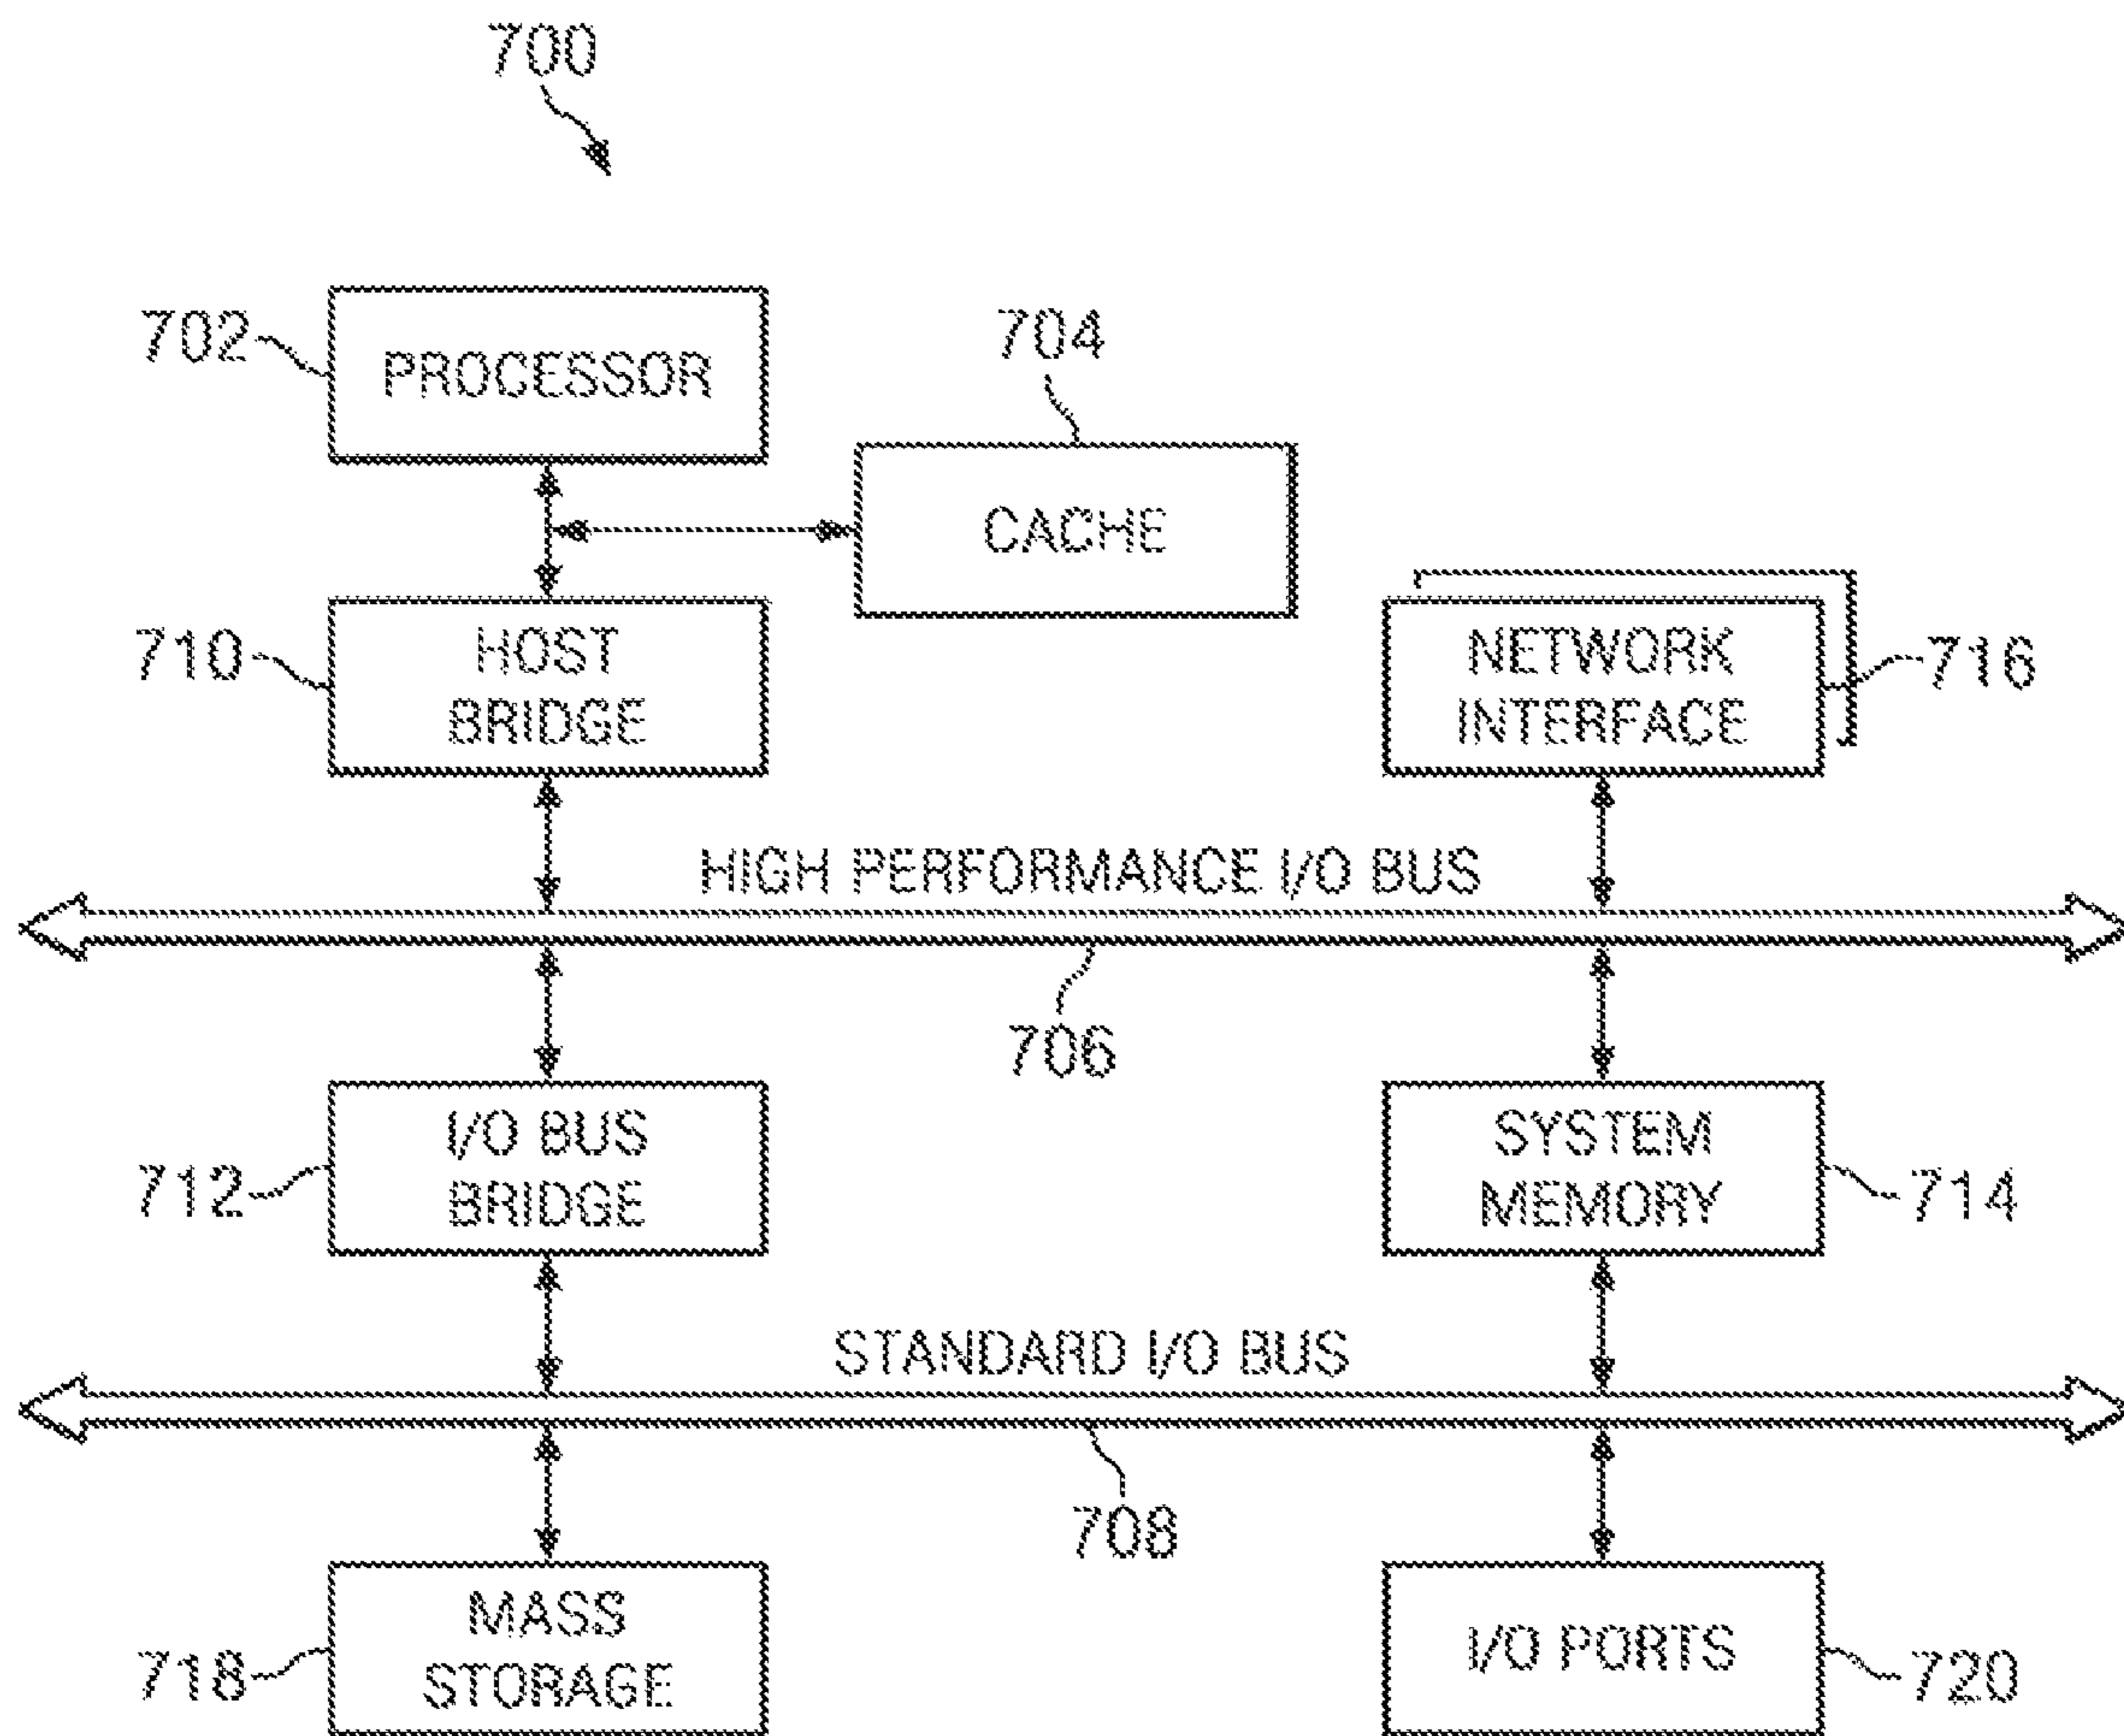 700
702
PROCESSOR
704
CACHE
710
HOST
BRIDGE
NETWORK
INTERFACE
716
HIGH PERFORMANCE I/O BUS
706
712
I/O BUS
BRIDGE
SYSTEM
MEMORY
714
STANDARD I/O BUS
708
718
MASS
STORAGE
I/O PORTS
720